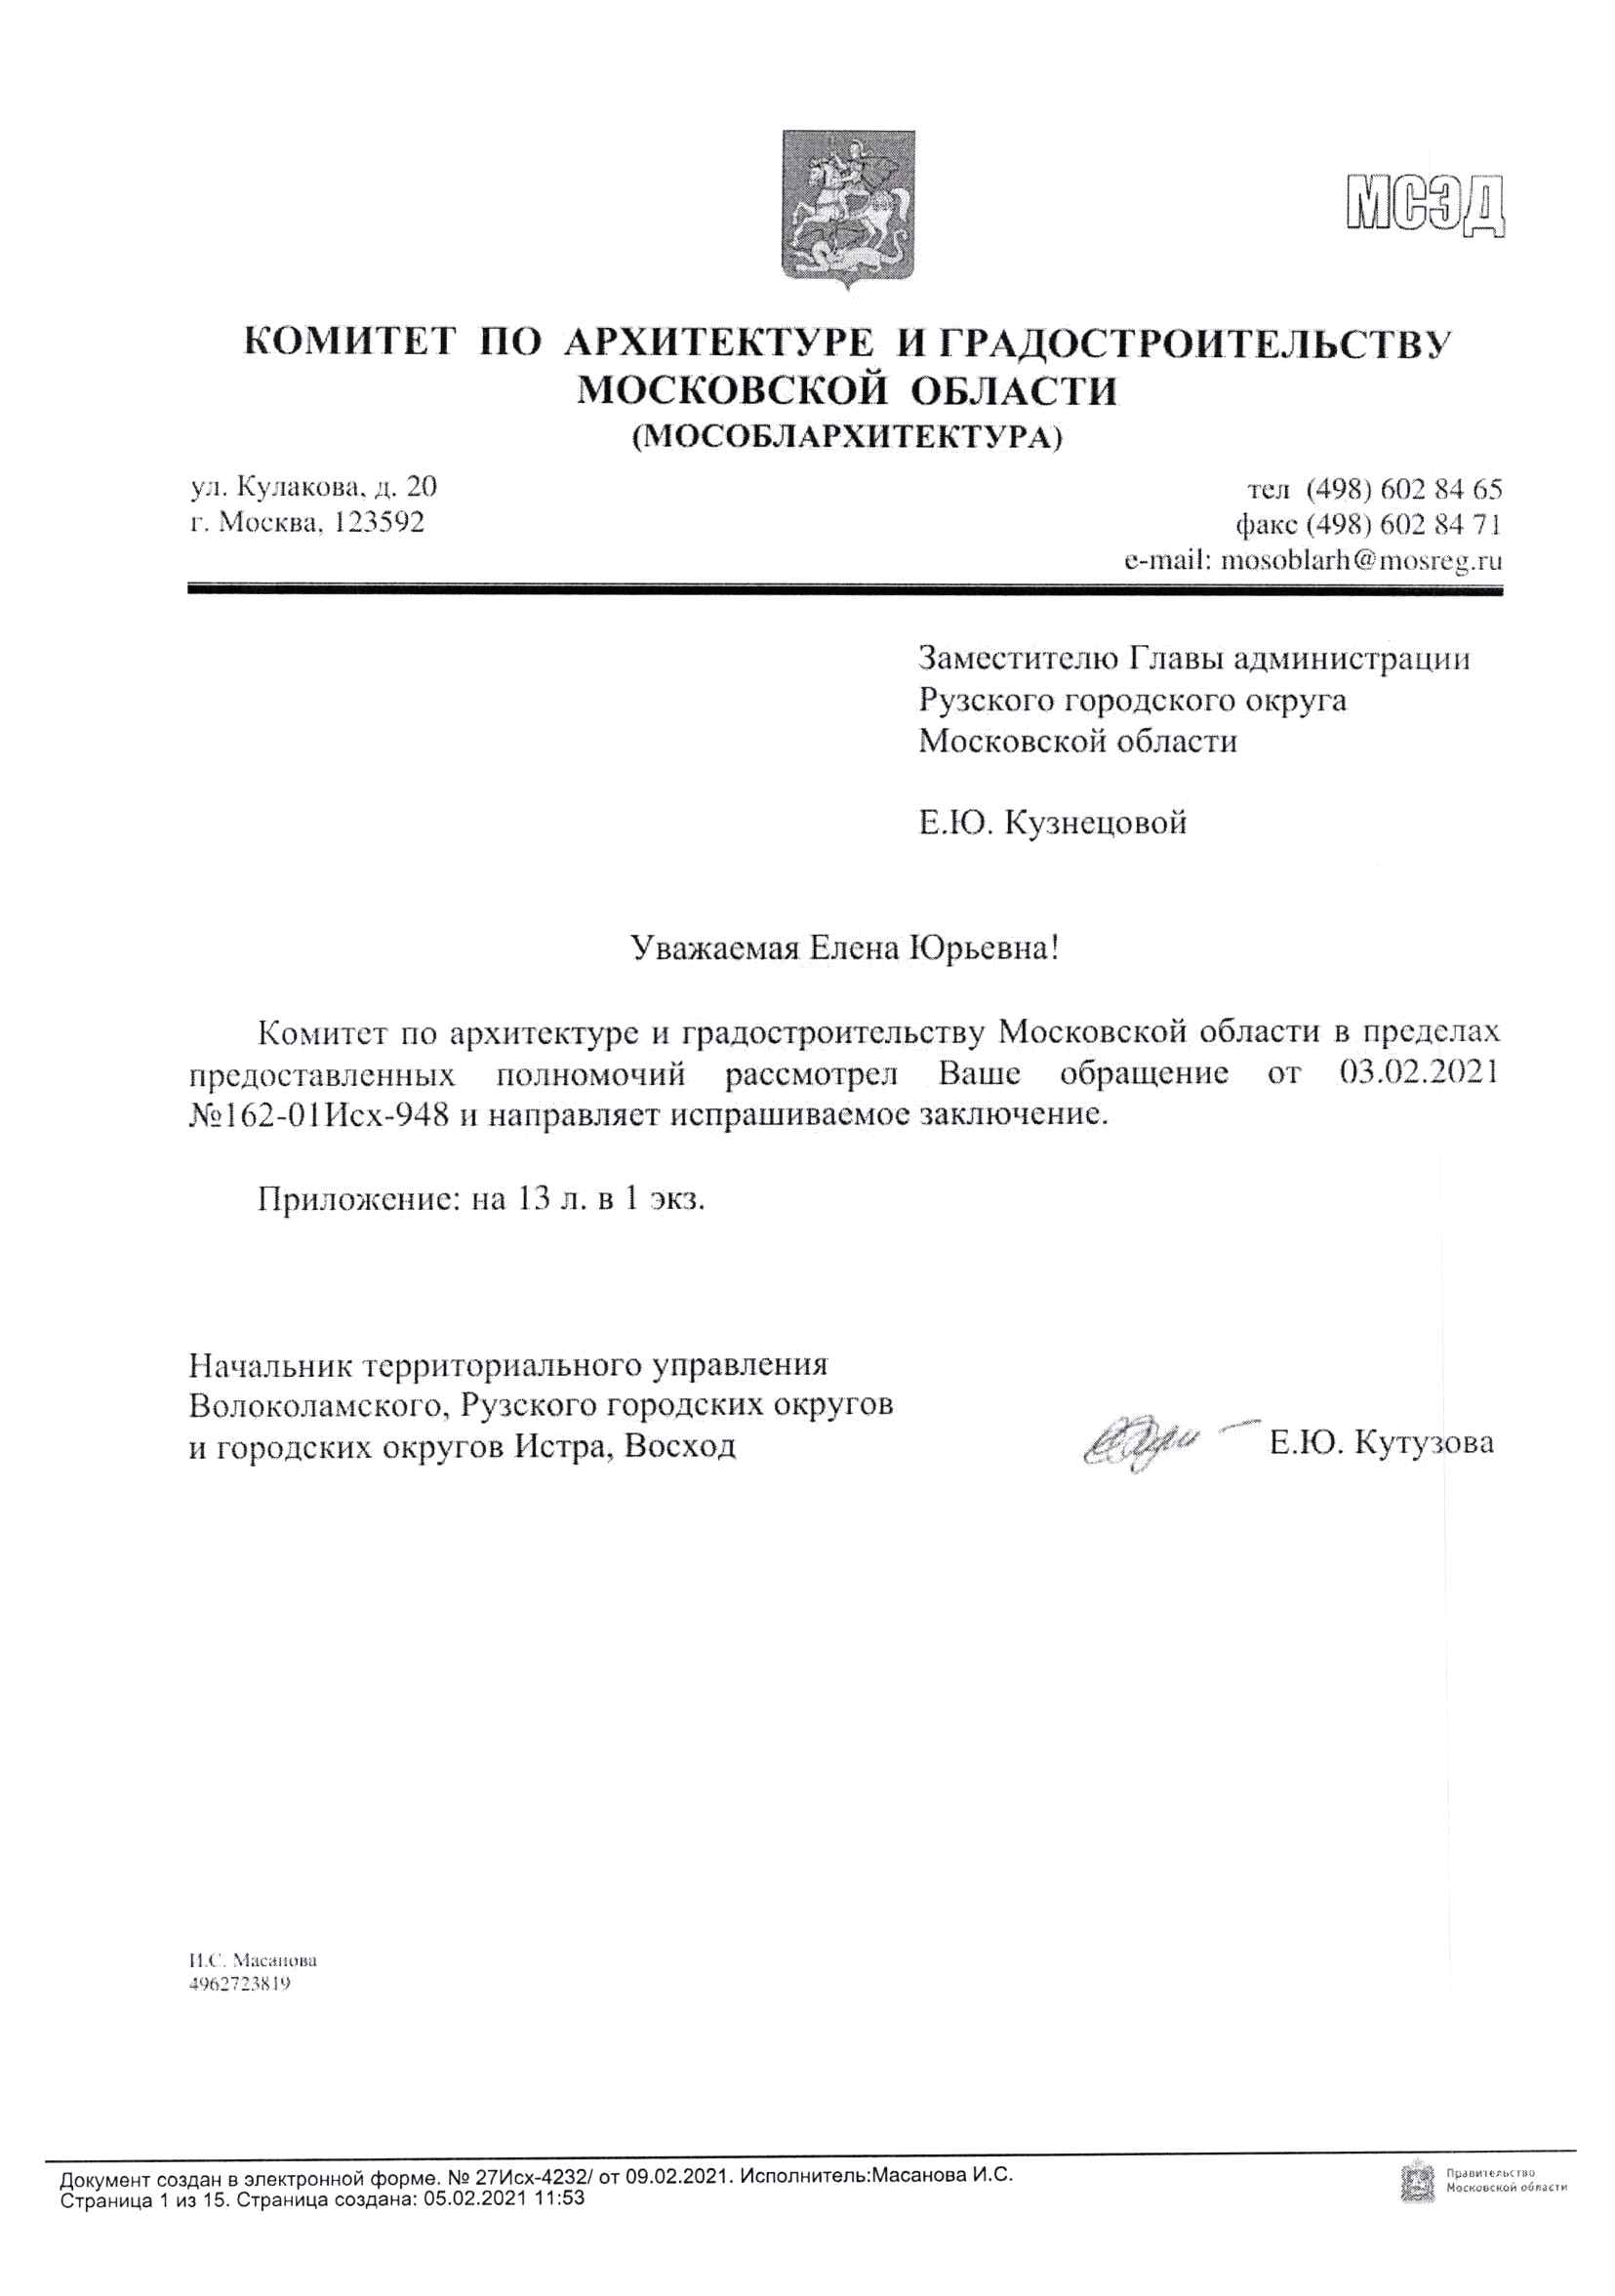 МСЭД
КОМИТЕТ ПО АРХИТЕКТУРЕ И ГРАДОСТРОИТЕЛЬСТВУ
МОСКОВСКОЙ ОБЛАСТИ
(МОСОБЛАРХИТЕКТУРА)
ул. Кулакова, д. 20
г. Москва, 123592
тел (498) 602 84 65
факс (498) 602 84 71
e-mail: mosoblarh@mosreg.ru
Заместителю Главы администрации
Рузского городского округа
Московской области
Е.Ю. Кузнецовой
Уважаемая Елена Юрьевна!
Комитет по архитектуре и градостроительству Московской области в пределах
предоставленных полномочий рассмотрел Ваше обращение от 03.02.2021
№162-01Исх-948 и направляет испрашиваемое заключение.
Приложение: на 13 л. в 1 экз.
Начальник территориального управления
Волоколамского, Рузского городских округов
и городских округов Истра, Восход
Е.Ю. Кутузова
И.С. Масанова
4962723819
Документ создан в электронной форме. № 27Исх-4232/ от 09.02.2021. Исполнитель:Масанова И.С.
Страница 1 из 15. Страница создана: 05.02.2021 11:53
Правительство
Московской области